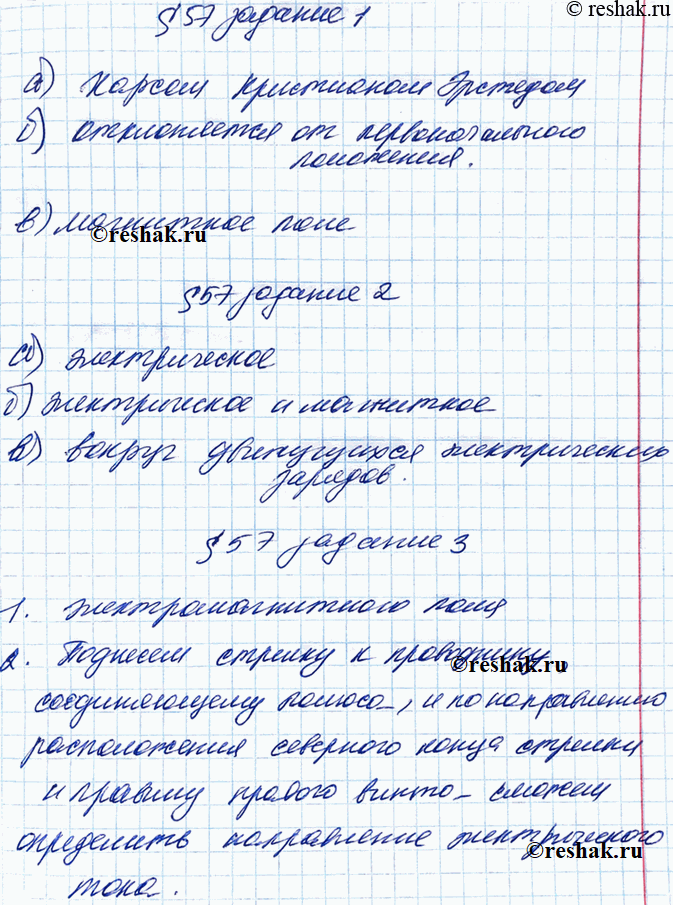 © reshak.ru
§57 задание 1
а) Хансом Кристианом Эрстедом
б) отклоняется от первоначального
положения.
в) магнитное поле
©reshak.ru
§57 задание 2
а) электрическое
б) электрическое и магнитное
в) вокруг движущихся электрических
зарядов.
§57 задание 3
1. электромагнитного поля
2. Поднесем стрелку к проводнику,
©reshak.ru
соединяющему полюса, и по направлению
расположения северного конца стрелки
и правилу правого винта сможем
определить направление электрического
©reshak.ru
тока.